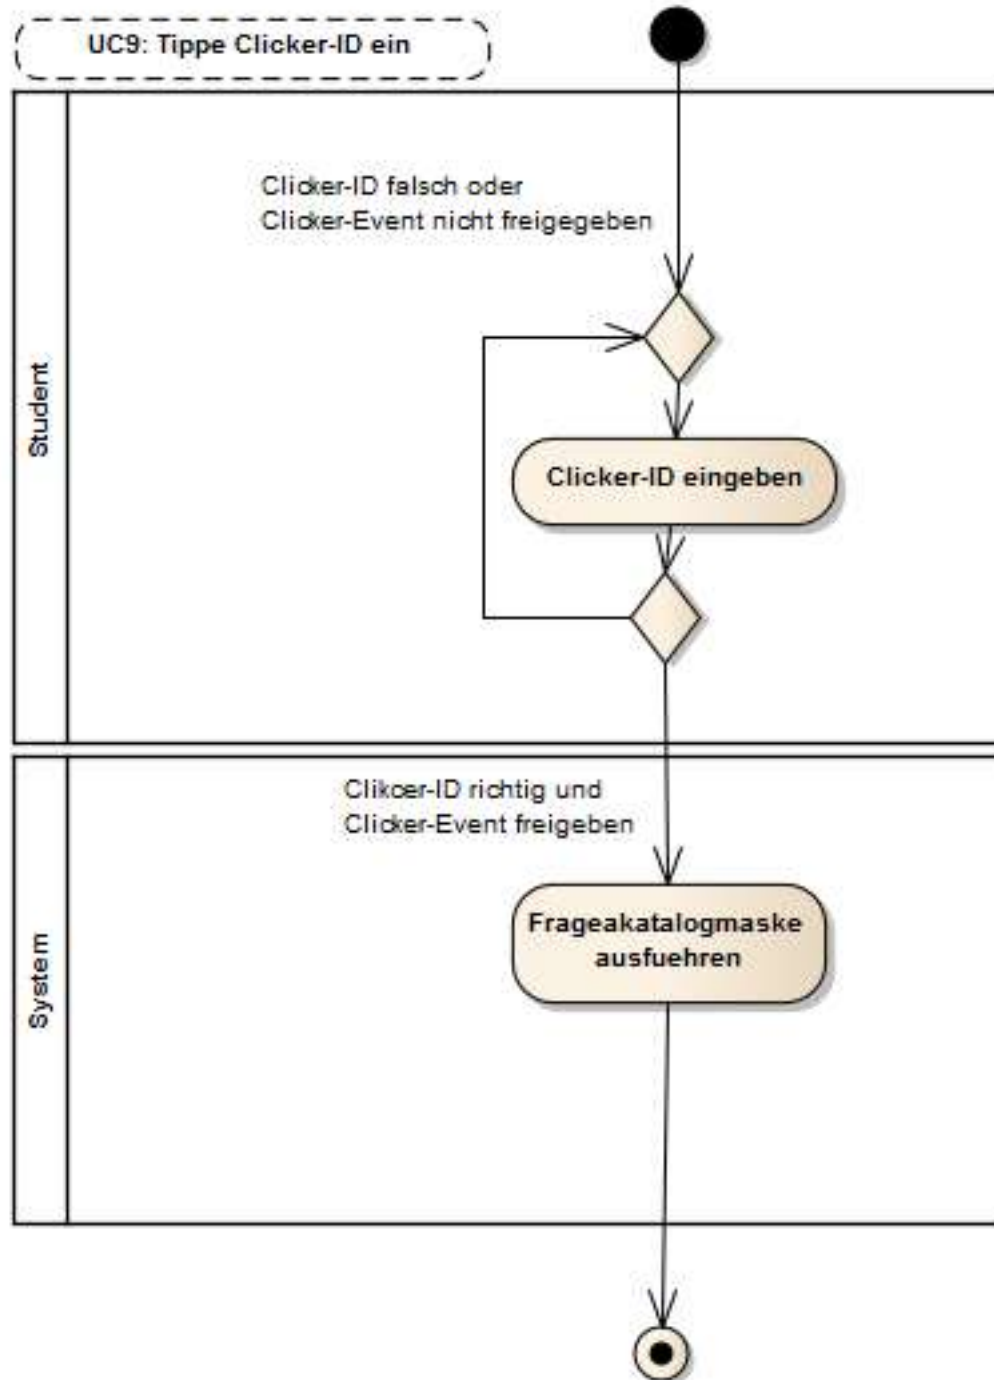 UC9: Tippe Clicker-ID ein
Clicker-ID falsch oder
Clicker-Event nicht freigegeben
Student
Clicker-ID eingeben
Clikcer-ID richtig und
Clicker-Event freigeben
System
Frageakatalogmaske
ausfuehren